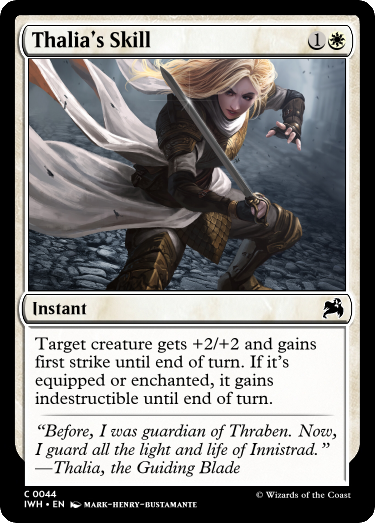 Thalia's Skill 1
Instant
Target creature gets +2/+2 and gains
first strike until end of turn. If it's
equipped or enchanted, it gains
indestructible until end of turn.
“Before, I was guardian of Thraben. Now,
I guard all the light and life of Innistrad.”
—Thalia, the Guiding Blade
C 0044
IWH • EN MARK-HENRY-BUSTAMANTE
© Wizards of the Coast